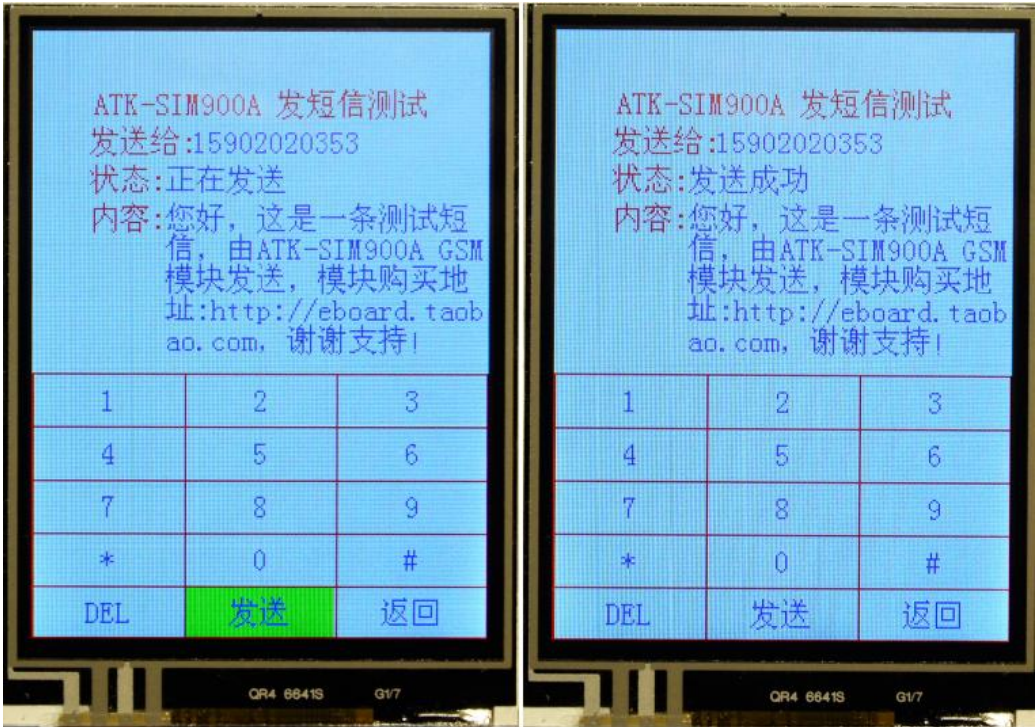 ATK-SIM900A 发短信测试
发送给:15902020353
状态:正在发送
内容:您好，这是一条测试短
信，由ATK-SIM900A GSM
模块发送，模块购买地
址:http://eboard.taob
ao.com，谢谢支持!
1 2 3
4 5 6
7 8 9
* 0 #
DEL 发送 返回
QR4 6641S G1/7
ATK-SIM900A 发短信测试
发送给:15902020353
状态:发送成功
内容:您好，这是一条测试短
信，由ATK-SIM900A GSM
模块发送，模块购买地
址:http://eboard.taob
ao.com，谢谢支持!
1 2 3
4 5 6
7 8 9
* 0 #
DEL 发送 返回
QR4 6641S G1/7